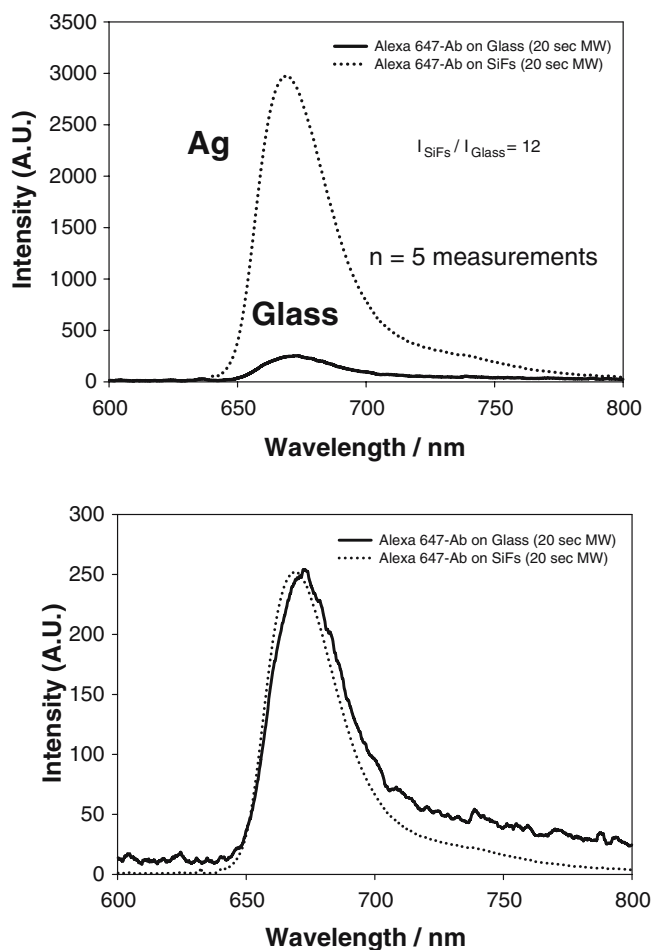 3500
3000
2500
2000
1500
1000
500
0
Intensity (A.U.)
Alexa 647-Ab on Glass (20 sec MW)
Alexa 647-Ab on SiFs (20 sec MW)
Ag
I SiFs / I Glass = 12
n = 5 measurements
Glass
600 650 700 750 800
Wavelength / nm
300
250
200
150
100
50
0
Intensity (A.U.)
Alexa 647-Ab on Glass (20 sec MW)
Alexa 647-Ab on SiFs (20 sec MW)
600 650 700 750 800
Wavelength / nm